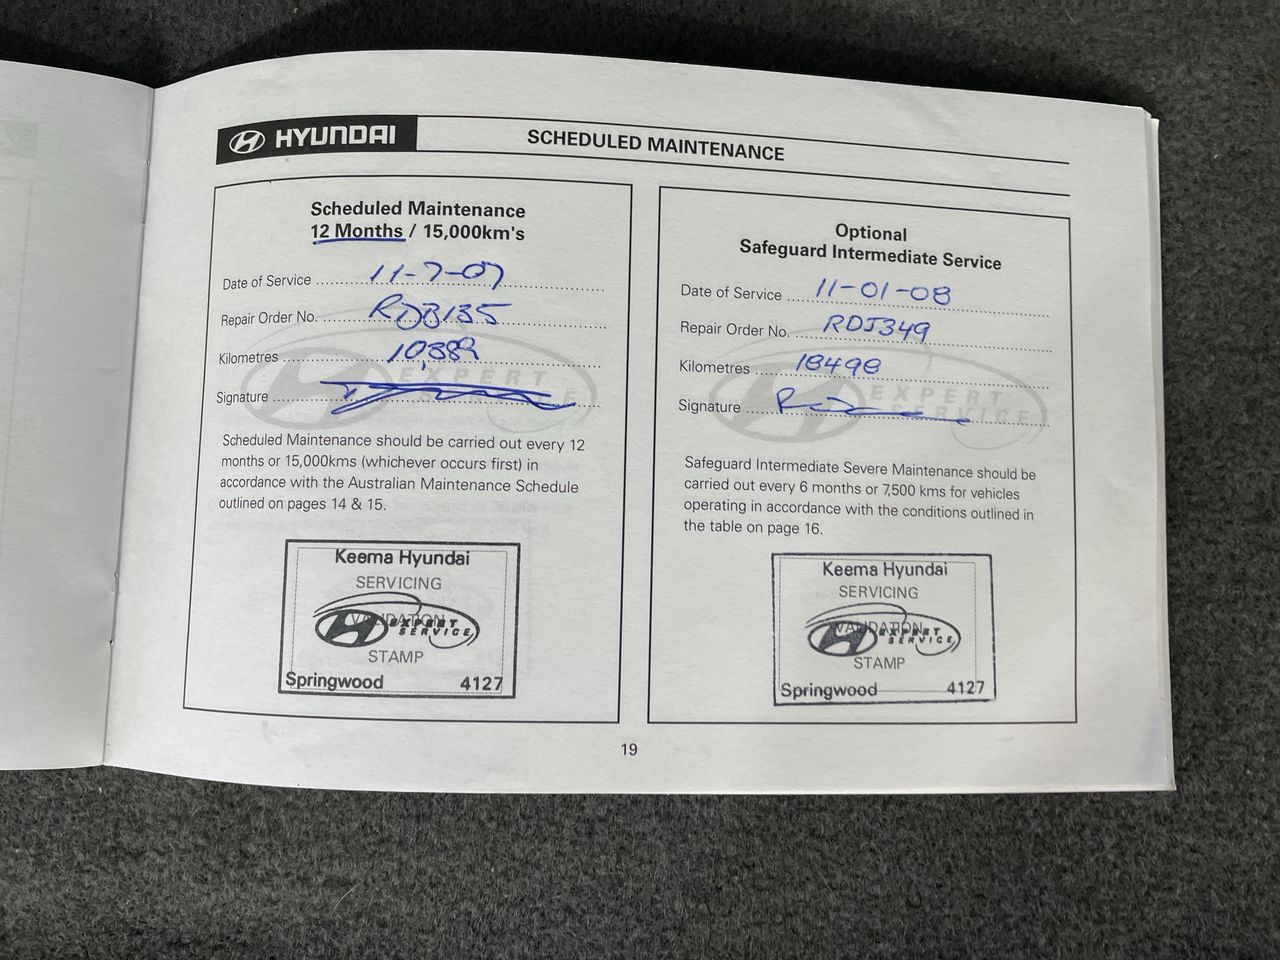 HYUNDAI
SCHEDULED MAINTENANCE
Scheduled Maintenance
12 Months / 15,000km's
Date of Service 11-7-07
Repair Order No. RDB135
Kilometres 10,889
Signature
EXPERT
SERVICE
Scheduled Maintenance should be carried out every 12
months or 15,000kms (whichever occurs first) in
accordance with the Australian Maintenance Schedule
outlined on pages 14 & 15.
Keema Hyundai
SERVICING
VALIDATION
EXPERT
SERVICE
STAMP
Springwood 4127
Optional
Safeguard Intermediate Service
Date of Service 11-01-08
Repair Order No. RDJ349
Kilometres 18498
Signature
EXPERT
SERVICE
Safeguard Intermediate Severe Maintenance should be
carried out every 6 months or 7,500 kms for vehicles
operating in accordance with the conditions outlined in
the table on page 16.
Keema Hyundai
SERVICING
VALIDATION
EXPERT
SERVICE
STAMP
Springwood 4127
19